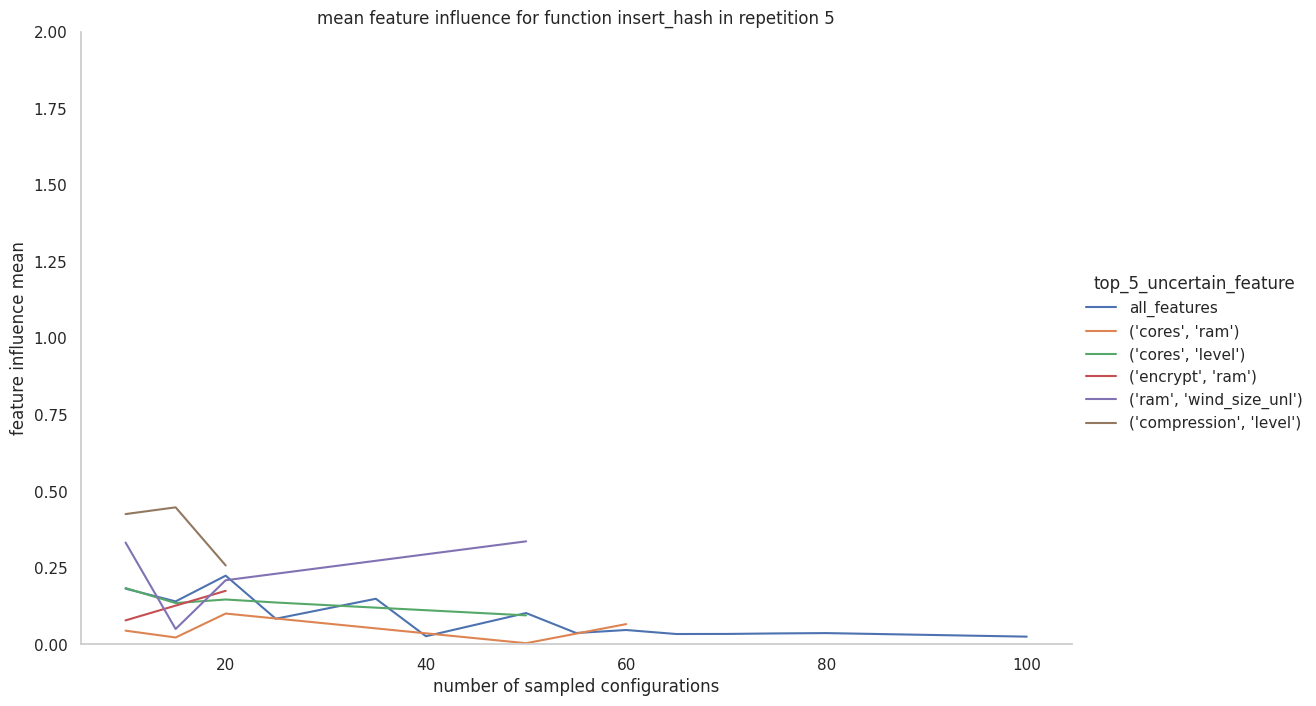 mean feature influence for function insert_hash in repetition 5
2.00
1.75
1.50
1.25
1.00
0.75
0.50
0.25
0.00
feature influence mean
20 40 60 80 100
number of sampled configurations
top_5_uncertain_feature
all_features
('cores', 'ram')
('cores', 'level')
('encrypt', 'ram')
('ram', 'wind_size_unl')
('compression', 'level')